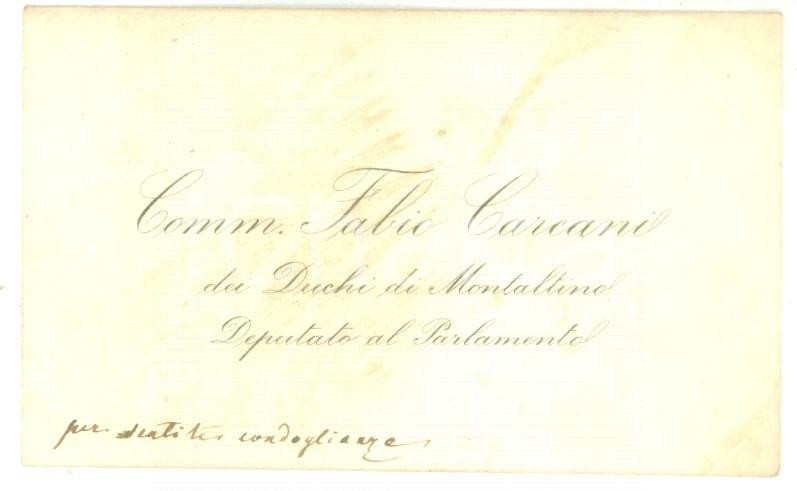 Comm. Fabio Carcani
dei Duchi di Montaltino
Deputato al Parlamento
per sentite condoglianze